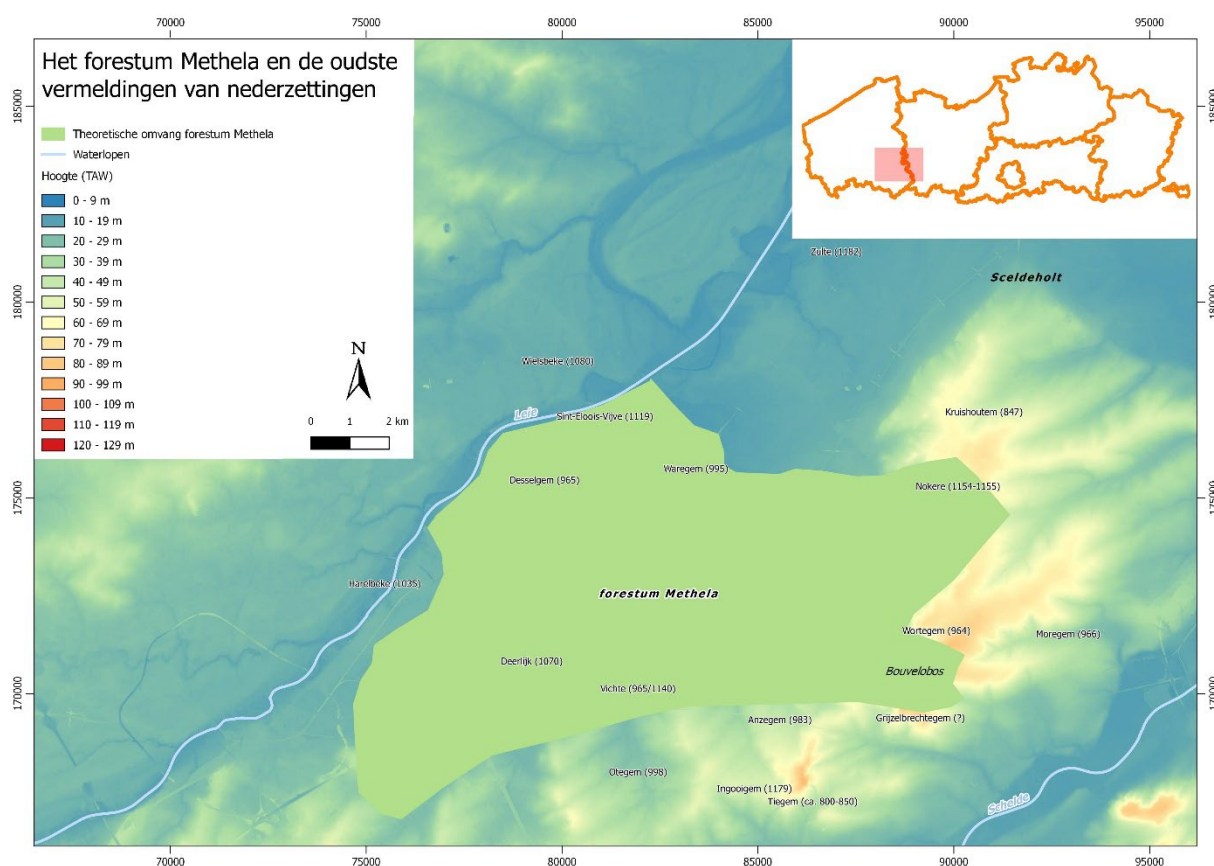 70000
75000
80000
85000
90000
95000
Het forestum Methela en de oudste
vermeldingen van nederzettingen
Theoretische omvang forestum Methela
Waterlopen
Hoogte (TAW)
0 - 9 m
10 - 19 m
20 - 29 m
30 - 39 m
40 - 49 m
50 - 59 m
60 - 69 m
70 - 79 m
80 - 89 m
90 - 99 m
100 - 109 m
110 - 119 m
120 - 129 m
N
0 1 2 km
185000
180000
175000
170000
185000
180000
175000
170000
Zulte (1182)
Sceldeholt
Wielsbeke (1080)
Leie
Sint-Eloois-Vijve (1119)
Kruishoutem (847)
Waregem (995)
Desselgem (965)
Nokere (1154-1155)
Harelbeke (1035)
forestum Methela
Wortegem (964)
Moregem (966)
Deerlijk (1070)
Bouvelobos
Vichte (965/1140)
Anzegem (983)
Grijzelbrechtegem (?)
Otegem (998)
Ingooigem (1179)
Tiegem (ca. 800-850)
Schelde
70000
75000
80000
85000
90000
95000